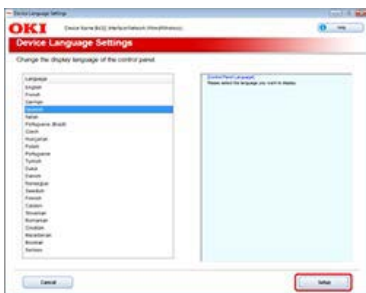 Device Language Settings
OKI
Device Language Settings
Change the display language of the control panel.
Language
English
French
German
Spanish
Italian
Portuguese (Brazil)
Czech
Hungarian
Polish
Portuguese
Turkish
Dutch
Danish
Norwegian
Swedish
Finnish
Catalan
Slovenian
Romanian
Croatian
Macedonian
Bosnian
Serbian
[Control Panel Language]
Please select the language you want to display.
Cancel
Setup